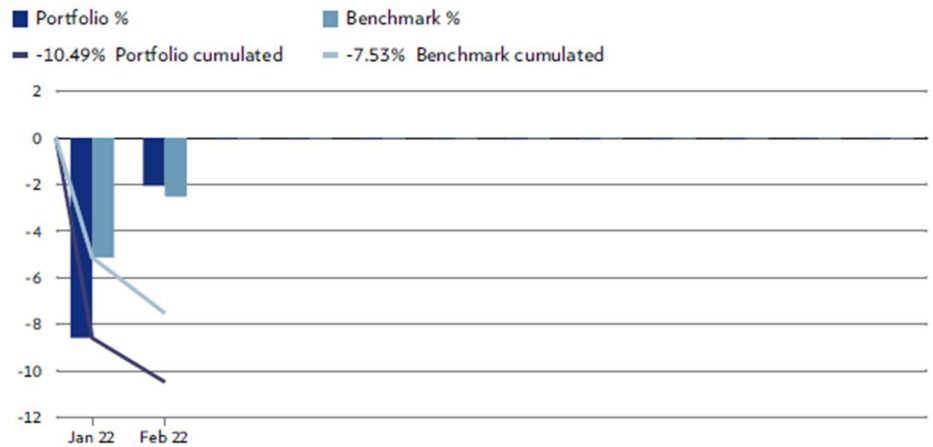 Portfolio % Benchmark %
-10.49% Portfolio cumulated -7.53% Benchmark cumulated
2
0
-2
-4
-6
-8
-10
-12
Jan 22 Feb 22